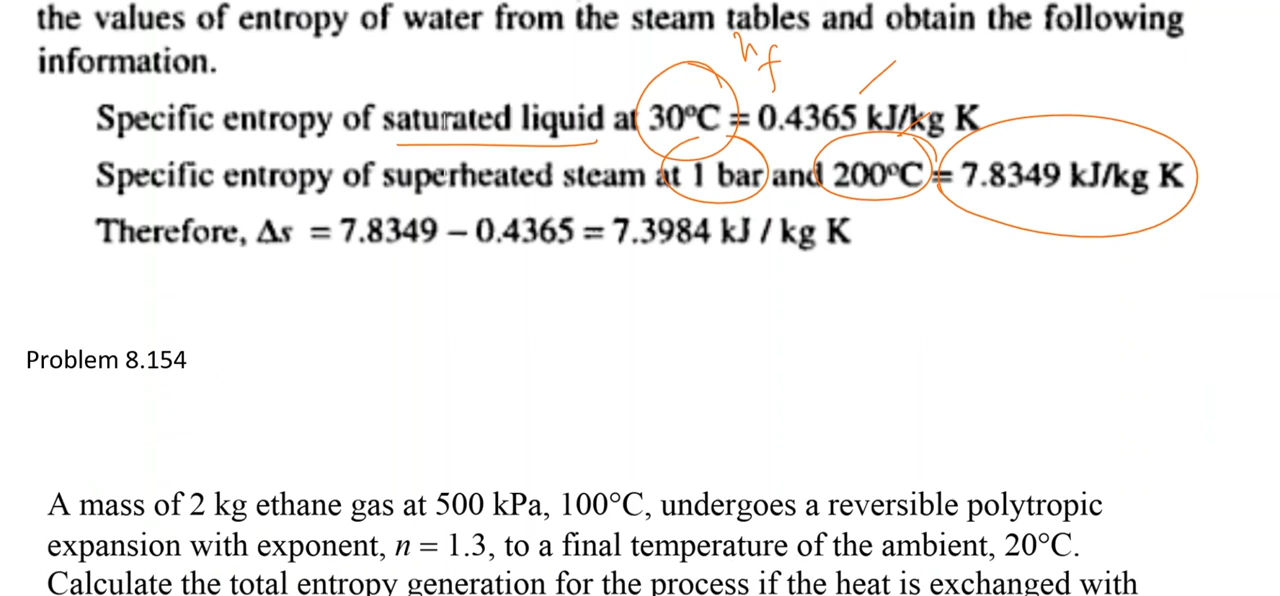 the values of entropy of water from the steam tables and obtain the following
information.
hf
Specific entropy of saturated liquid at 30°C = 0.4365 kJ/kg K
Specific entropy of superheated steam at 1 bar and 200°C = 7.8349 kJ/kg K
Therefore, Δs = 7.8349 – 0.4365 = 7.3984 kJ / kg K
Problem 8.154
A mass of 2 kg ethane gas at 500 kPa, 100°C, undergoes a reversible polytropic
expansion with exponent, n = 1.3, to a final temperature of the ambient, 20°C.
Calculate the total entropy generation for the process if the heat is exchanged with